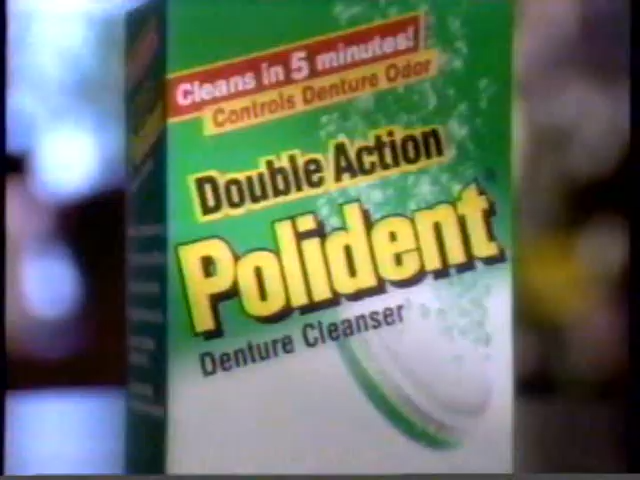 Cleans in 5 minutes!
Controls Denture Odor
Double Action
Polident
Denture Cleanser